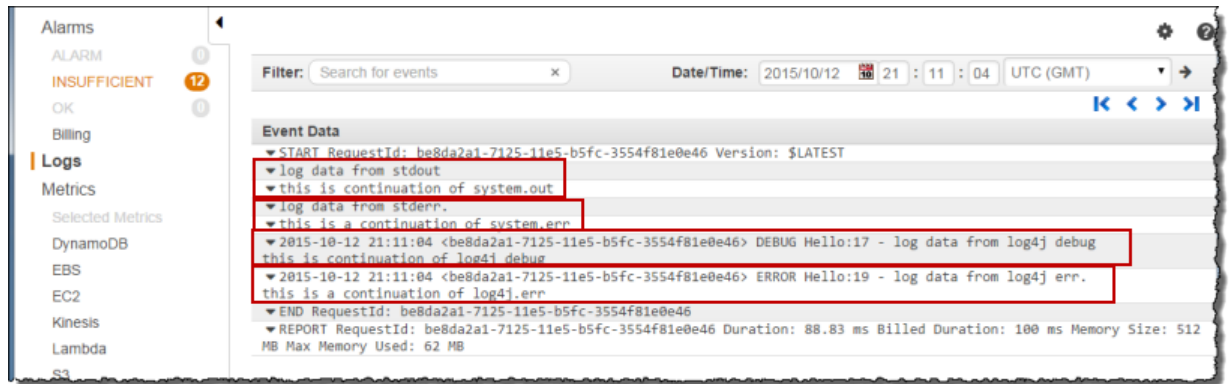 Alarms
ALARM 0
INSUFFICIENT 12
OK 0
Billing
Logs
Metrics
Selected Metrics
DynamoDB
EBS
EC2
Kinesis
Lambda
S3
Filter: Search for events × Date/Time: 2015/10/12 10 21 : 11 : 04 UTC (GMT)
Event Data
START RequestId: be8da2a1-7125-11e5-b5fc-3554f81e0e46 Version: $LATEST
log data from stdout
this is continuation of system.out
log data from stderr.
this is a continuation of system.err
2015-10-12 21:11:04 <be8da2a1-7125-11e5-b5fc-3554f81e0e46> DEBUG Hello:17 - log data from log4j debug
this is continuation of log4j debug
2015-10-12 21:11:04 <be8da2a1-7125-11e5-b5fc-3554f81e0e46> ERROR Hello:19 - log data from log4j err.
this is a continuation of log4j.err
END RequestId: be8da2a1-7125-11e5-b5fc-3554f81e0e46
REPORT RequestId: be8da2a1-7125-11e5-b5fc-3554f81e0e46 Duration: 88.83 ms Billed Duration: 100 ms Memory Size: 512
MB Max Memory Used: 62 MB